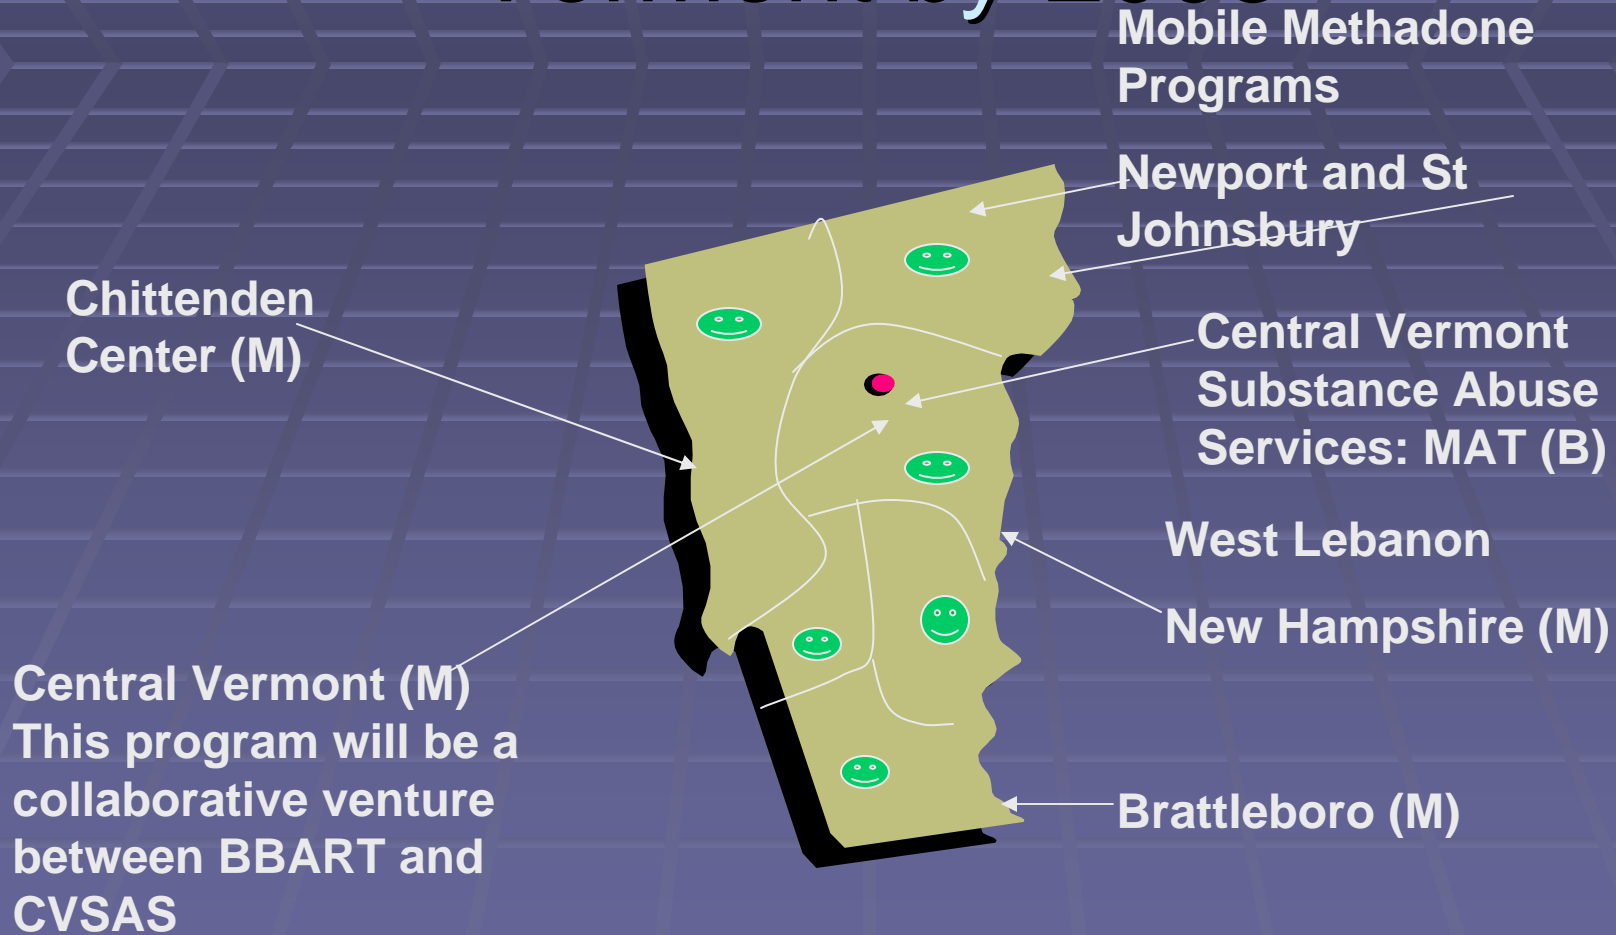 by
Mobile Methadone
Programs
Newport and St
Johnsbury
Chittenden
Center (M)
Central Vermont
Substance Abuse
Services: MAT (B)
West Lebanon
New Hampshire (M)
Central Vermont (M)
This program will be a
collaborative venture
between BBART and
CVSAS
Brattleboro (M)